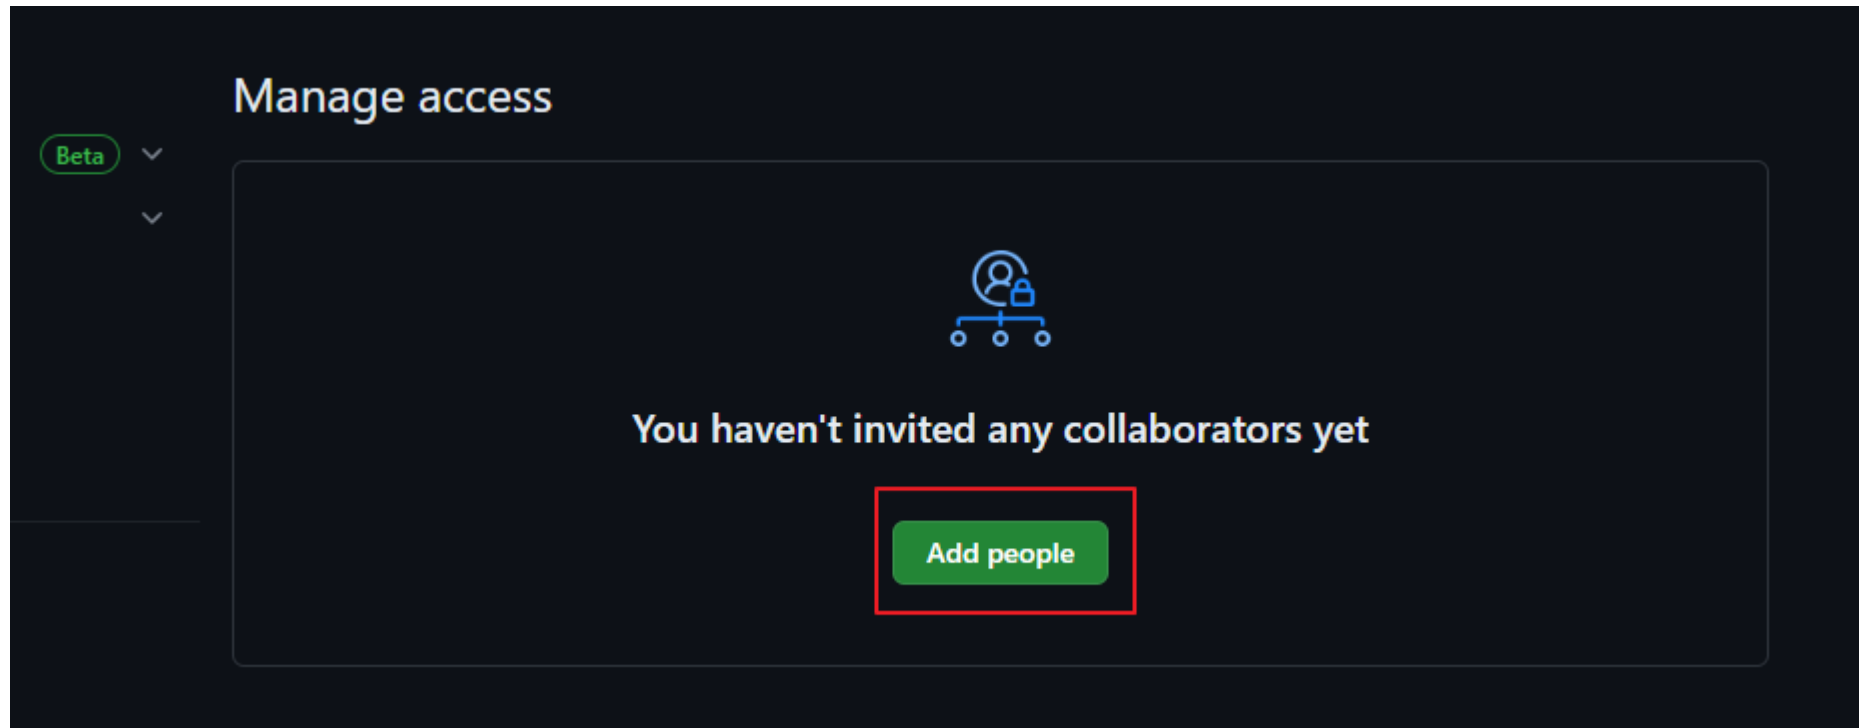 Manage access
Beta
You haven't invited any collaborators yet
Add people